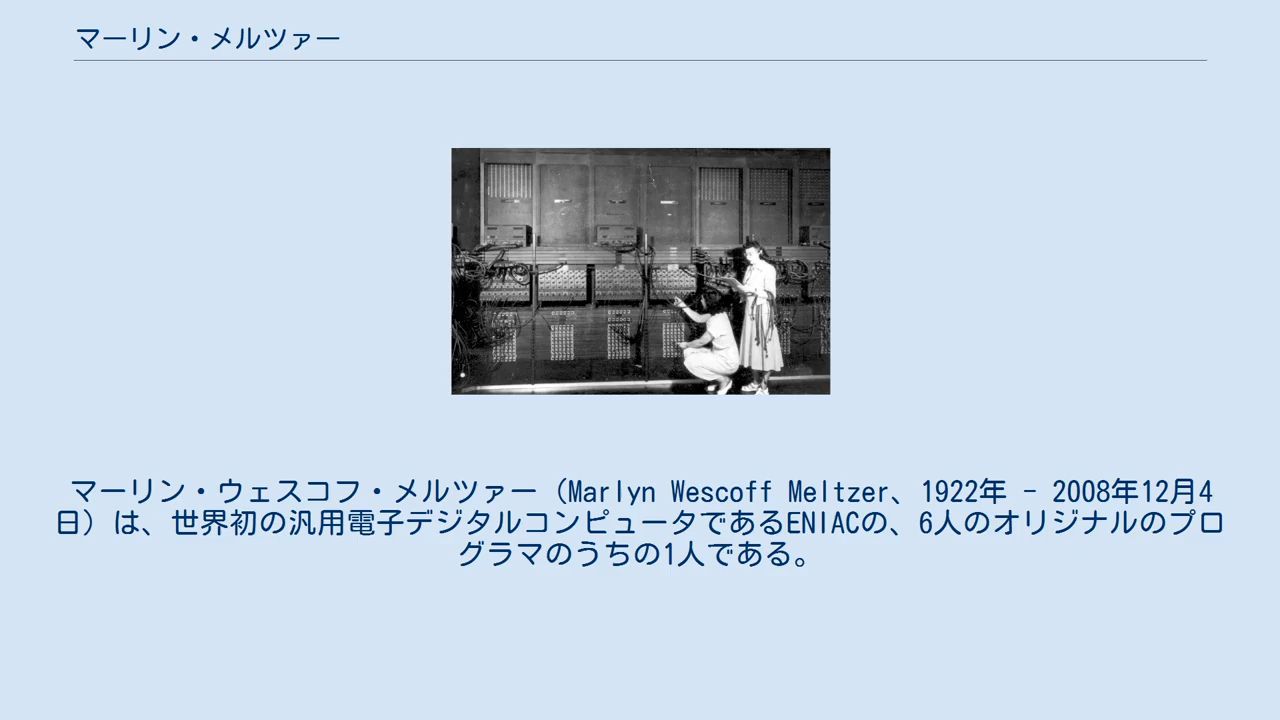 マーリン・メルツァー
マーリン・ウェスコフ・メルツァー（Marlyn Wescoff Meltzer、1922年 - 2008年12月4
日）は、世界初の汎用電子デジタルコンピュータであるENIACの、6人のオリジナルのプロ
グラマのうちの1人である。